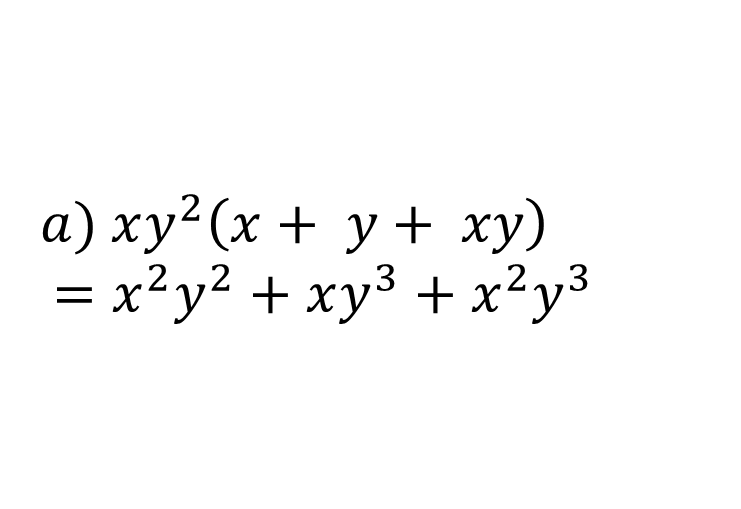 a) xy²(x + y + xy)
= x²y² + xy³ + x²y³